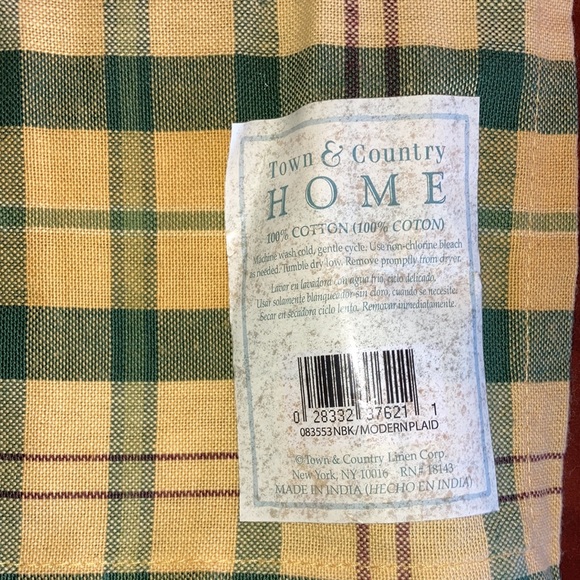 Town & Country
HOME
100% COTTON (100% COTON)
Machine wash cold, gentle cycle. Use non-chlorine bleach
as needed. Tumble dry low. Remove promptly from dryer.
Lavar en lavadora con agua fria, ciclo delicado.
Usar solamente blanqueador sin cloro, cuando se necesite.
Secar en secadora ciclo lento. Remover inmediatamente.
0 28332 37621 1
083553NBK/MODERNPLAID
© Town & Country Linen Corp.
New York, NY 10016 RN# 18143
MADE IN INDIA (HECHO EN INDIA)